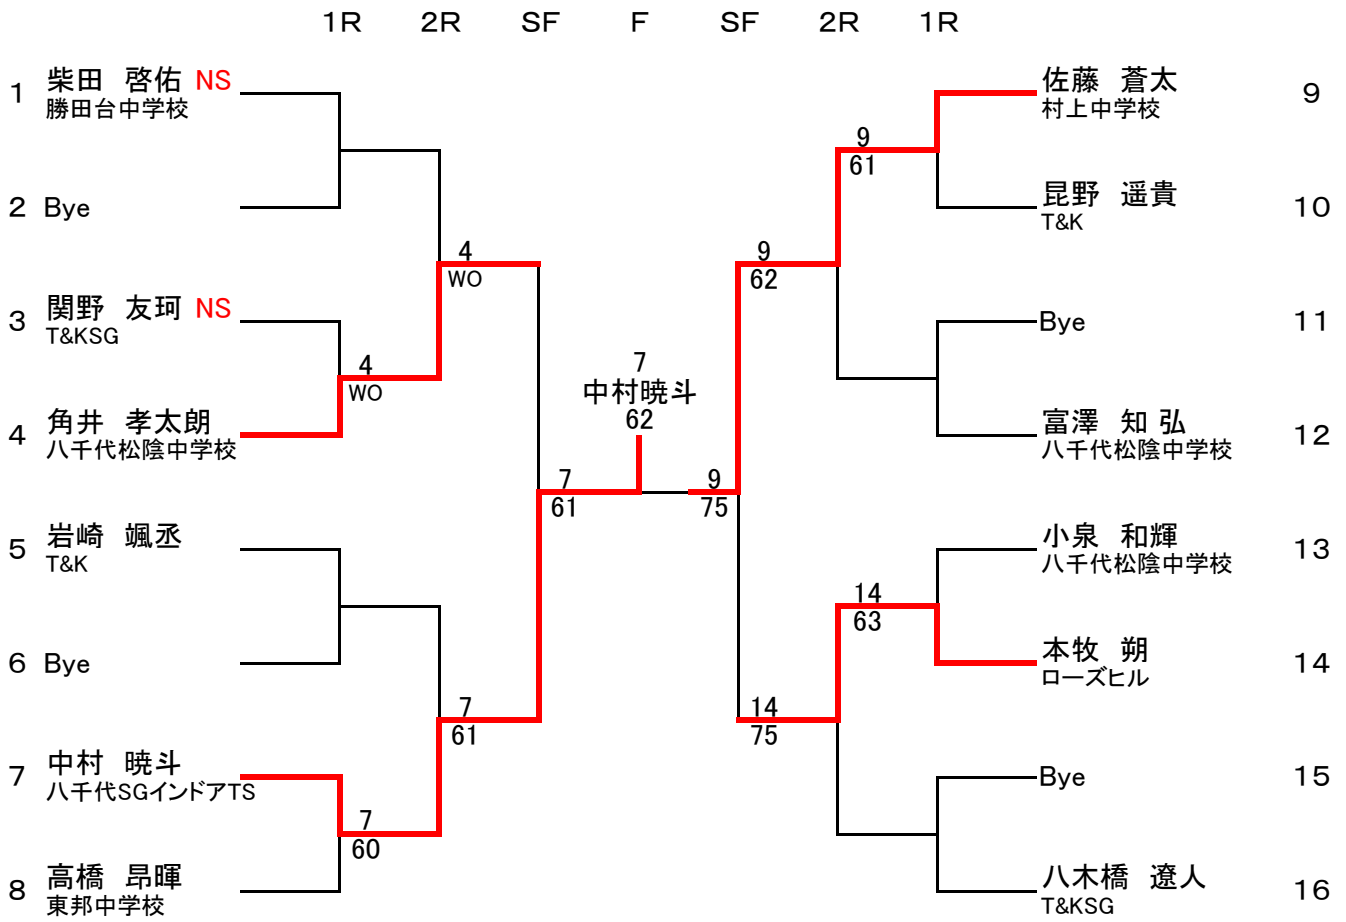 1R 2R SF F SF 2R 1R
1 柴田 啓佑 NS
勝田台中学校
2 Bye
3 関野 友珂 NS
T&KSG
4 角井 孝太朗
八千代松陰中学校
5 岩崎 颯丞
T&K
6 Bye
7 中村 暁斗
八千代SGインドアTS
8 高橋 昂暉
東邦中学校
4
WO
7
60
4
WO
7
61
7
61
7
中村暁斗
62
9
75
9
62
14
75
9
61
14
63
佐藤 蒼太 9
村上中学校
昆野 遥貴 10
T&K
Bye 11
富澤 知 弘 12
八千代松陰中学校
小泉 和輝 13
八千代松陰中学校
本牧 朔 14
ローズヒル
Bye 15
八木橋 遼人 16
T&KSG